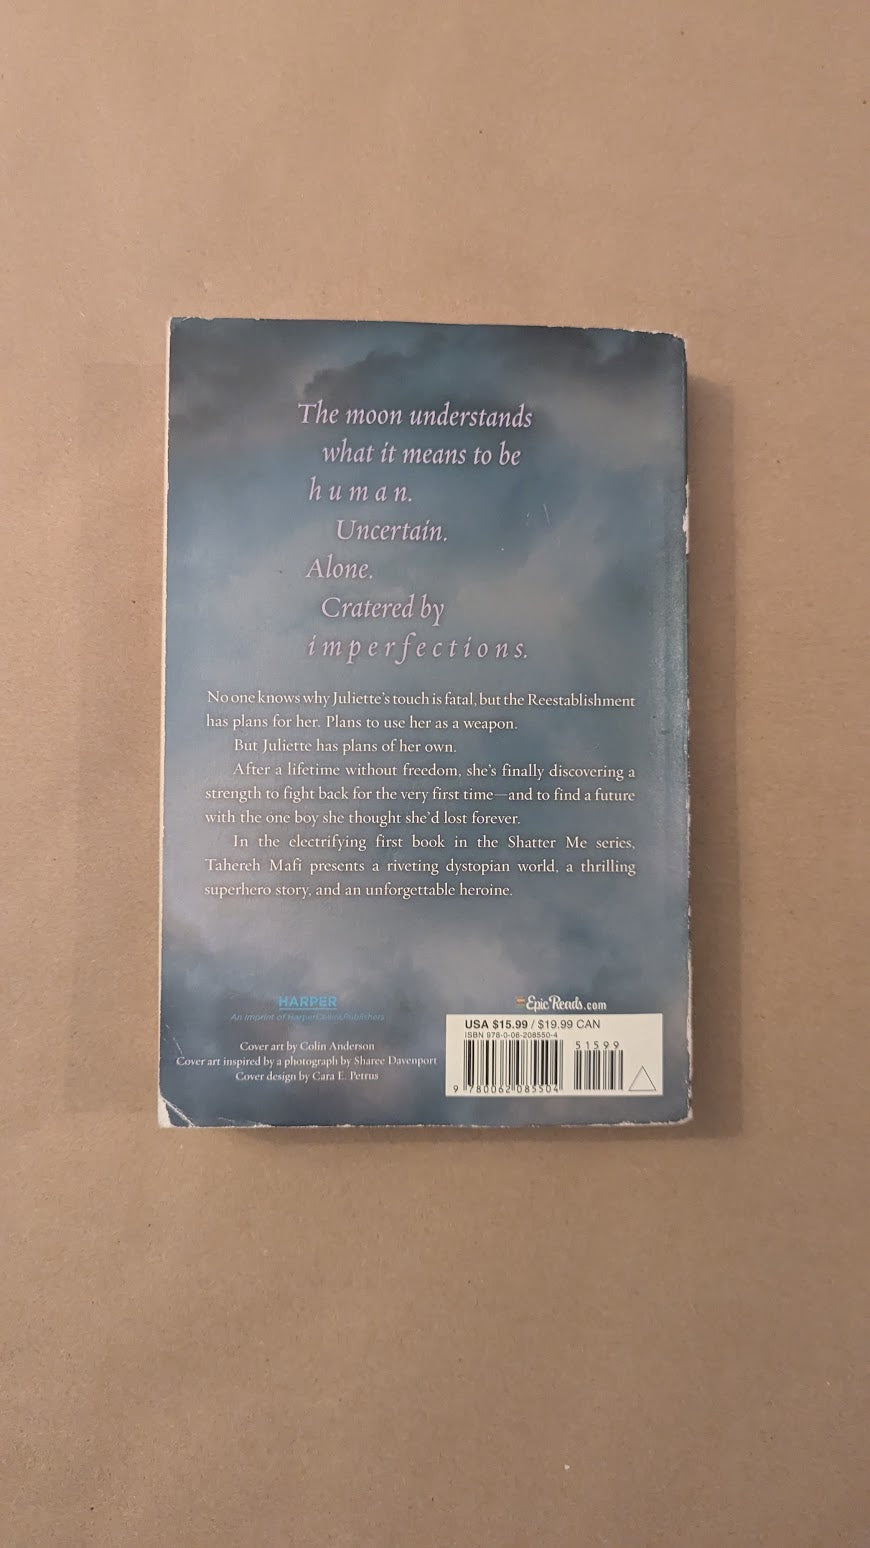 The moon understands
what it means to be
human.
Uncertain.
Alone.
Cratered by
imperfections.
No one knows why Juliette's touch is fatal, but the Reestablishment
has plans for her. Plans to use her as a weapon.
But Juliette has plans of her own.
After a lifetime without freedom, she's finally discovering a
strength to fight back for the very first time—and to find a future
with the one boy she thought she'd lost forever.
In the electrifying first book in the Shatter Me series,
Tahereh Mafi presents a riveting dystopian world, a thrilling
superhero story, and an unforgettable heroine.
HARPER
An Imprint of HarperCollinsPublishers
EpicReads.com
Cover art by Colin Anderson
Cover art inspired by a photograph by Sharee Davenport
Cover design by Cara E. Petrus
USA $15.99 / $19.99 CAN
ISBN 978-0-06-208550-4
51599
9 780062 085504